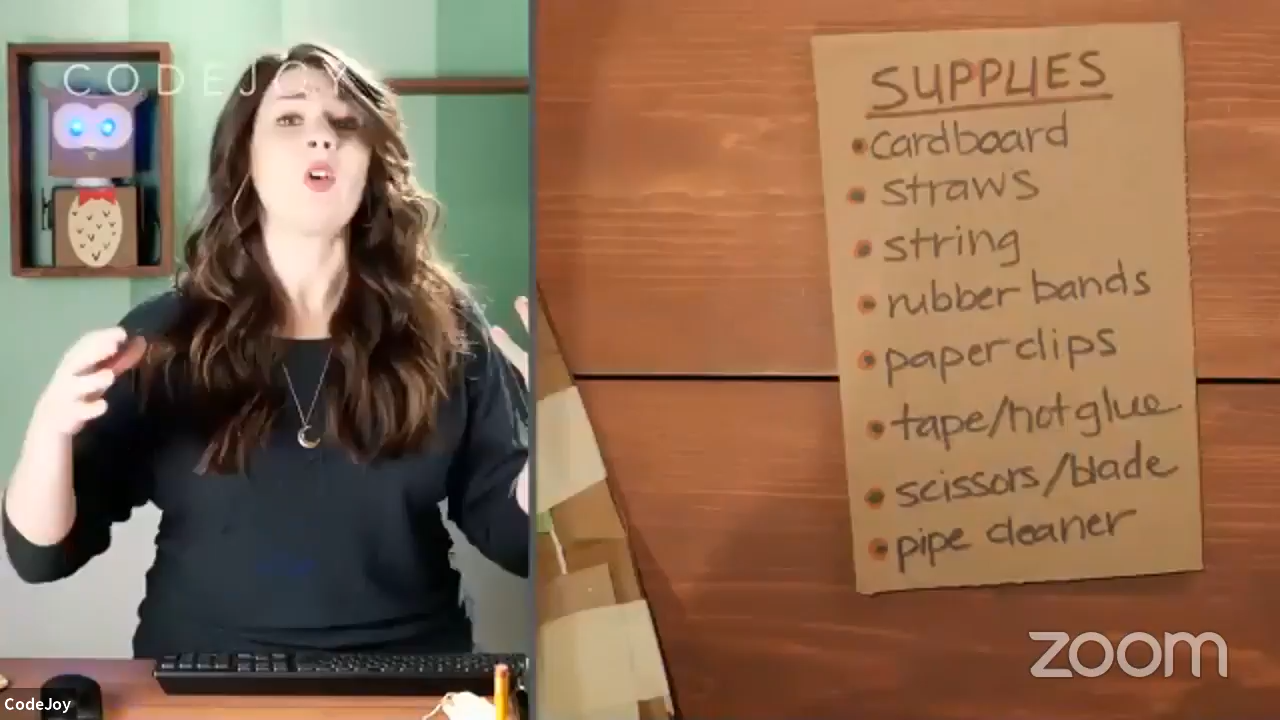 CODEJOY
SUPPLIES
•cardboard
•straws
•string
•rubber bands
•paperclips
•tape/hotglue
•scissors/blade
•pipe cleaner
zoom
CodeJoy